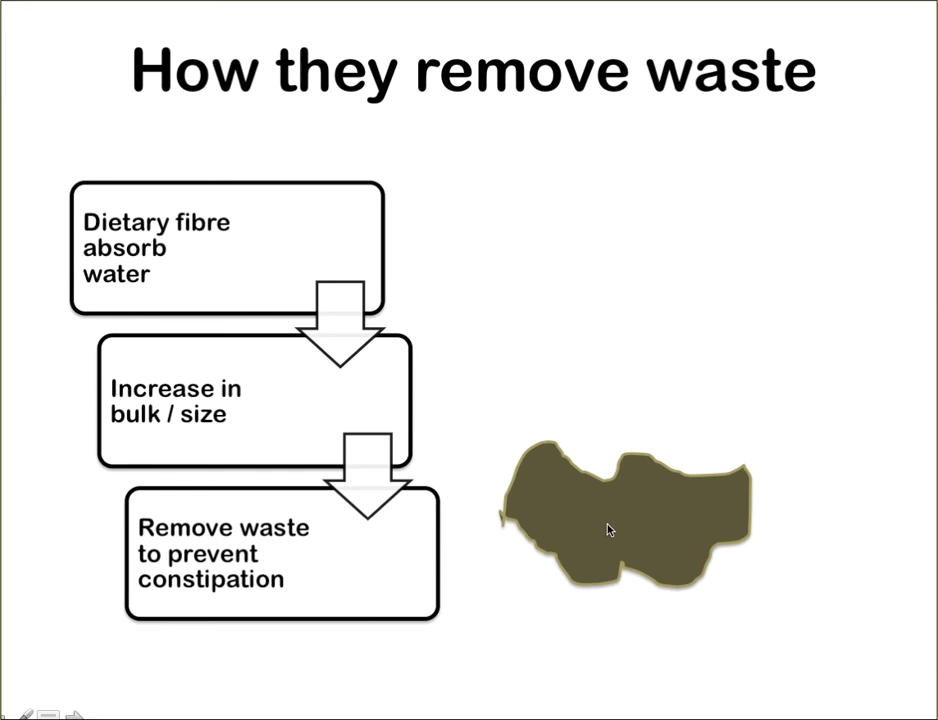 How they remove waste
Dietary fibre
absorb
water
Increase in
bulk / size
Remove waste
to prevent
constipation